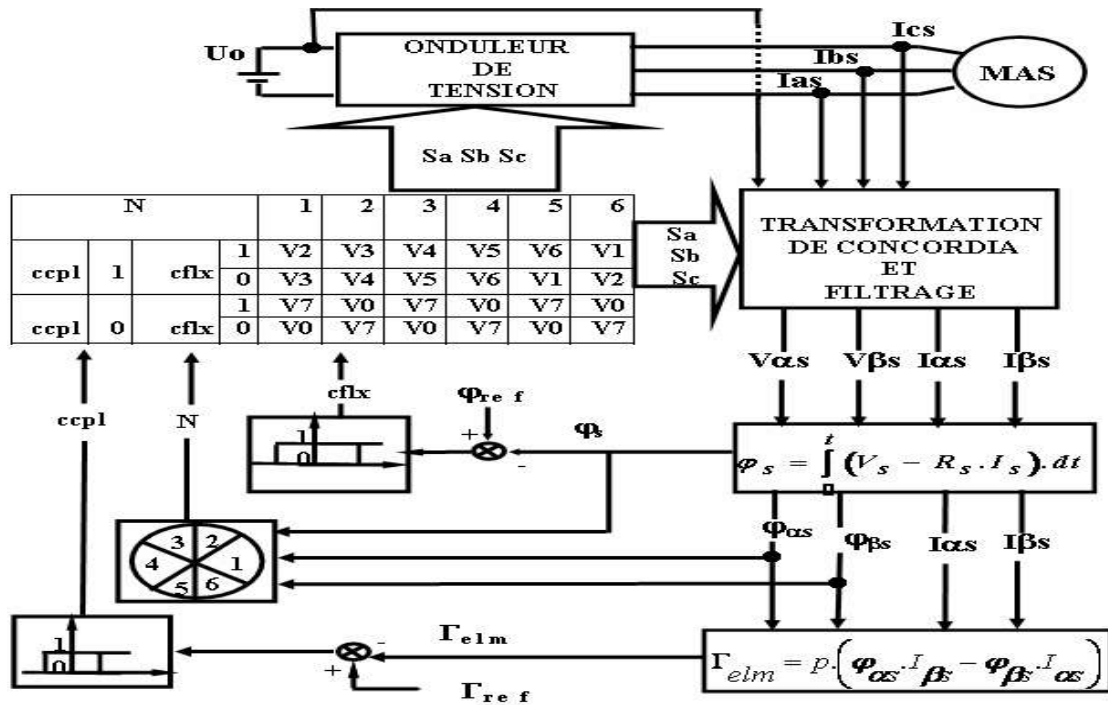 Uo
ONDULEUR
DE
TENSION
Ics
Ibs
Ias
MAS
Sa Sb Sc
N 1 2 3 4 5 6
ccpl 1 cflx 1 V2 V3 V4 V5 V6 V1
0 V3 V4 V5 V6 V1 V2
ccpl 0 cflx 1 V7 V0 V7 V0 V7 V0
0 V0 V7 V0 V7 V0 V7
Sa
Sb
Sc
TRANSFORMATION
DE CONCORDIA
ET
FILTRAGE
Vαs Vβs Iαs Iβs
ccpl
N
cflx
φref
φs
+
-
1
0
φs = ∫0t (Vs − Rs . Is). dt
φαs φβs Iαs Iβs
3 2
4 1
5 6
1
0
Γelm
-
+
Γref
Γelm = p.(φαs.Iβs − φβs.Iαs)